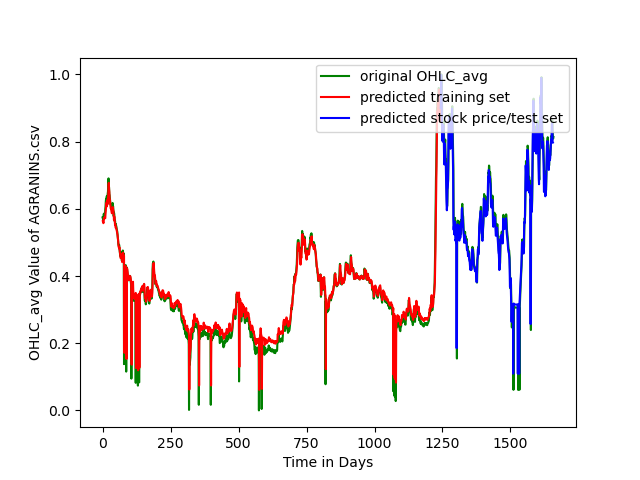 original OHLC_avg
predicted training set
predicted stock price/test set
OHLC_avg Value of AGRANINS.csv
1.0
0.8
0.6
0.4
0.2
0.0
0 250 500 750 1000 1250 1500
Time in Days